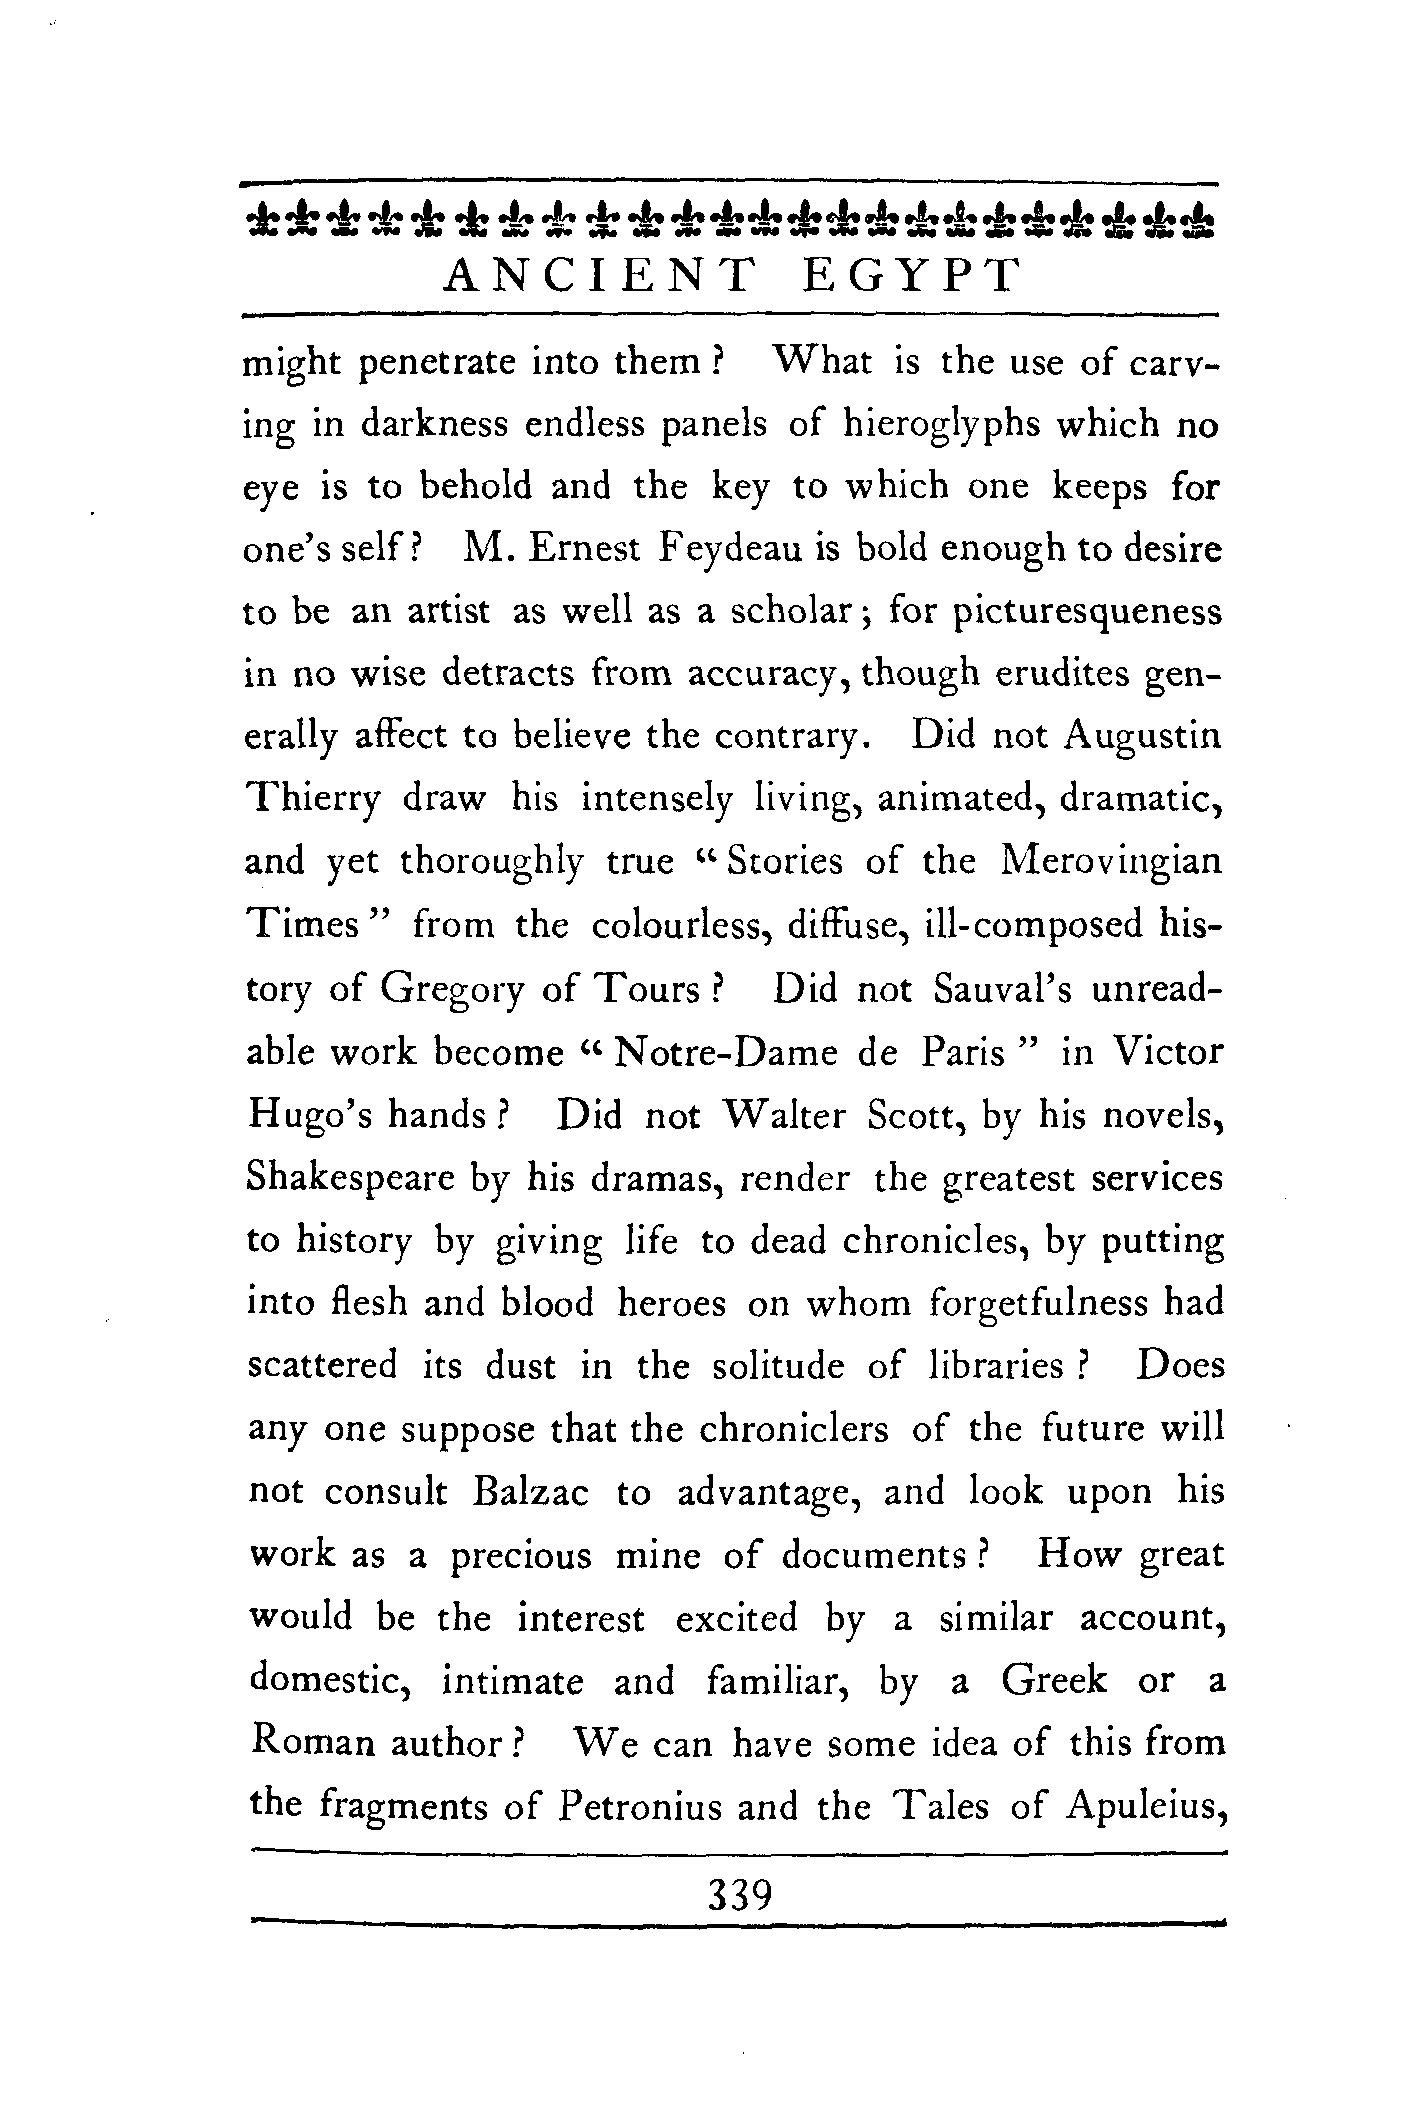 ANCIENT EGYPT
might penetrate into them? What is the use of carv-
ing in darkness endless panels of hieroglyphs which no
eye is to behold and the key to which one keeps for
one's self? M. Ernest Feydeau is bold enough to desire
to be an artist as well as a scholar; for picturesqueness
in no wise detracts from accuracy, though erudites gen-
erally affect to believe the contrary. Did not Augustin
Thierry draw his intensely living, animated, dramatic,
and yet thoroughly true "Stories of the Merovingian
Times" from the colourless, diffuse, ill-composed his-
tory of Gregory of Tours? Did not Sauval's unread-
able work become "Notre-Dame de Paris" in Victor
Hugo's hands? Did not Walter Scott, by his novels,
Shakespeare by his dramas, render the greatest services
to history by giving life to dead chronicles, by putting
into flesh and blood heroes on whom forgetfulness had
scattered its dust in the solitude of libraries? Does
any one suppose that the chroniclers of the future will
not consult Balzac to advantage, and look upon his
work as a precious mine of documents? How great
would be the interest excited by a similar account,
domestic, intimate and familiar, by a Greek or a
Roman author? We can have some idea of this from
the fragments of Petronius and the Tales of Apuleius,
339